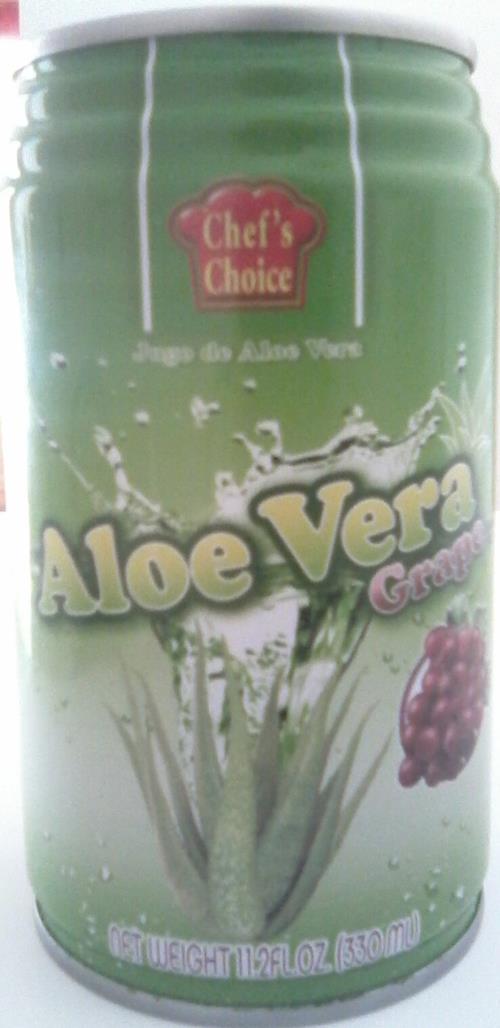 Chef's
Choice
Jugo de Aloe Vera
Aloe Vera
Grape
NET WEIGHT 11.2FL.OZ. (330 mL)